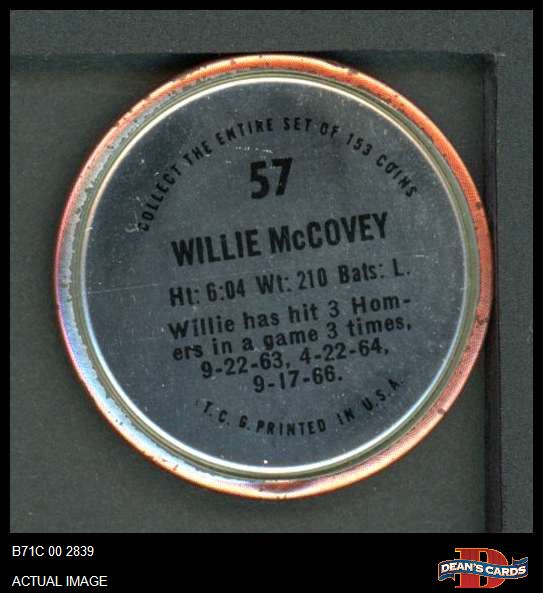 COLLECT THE ENTIRE SET OF 153 COINS
57
WILLIE McCOVEY
Ht: 6:04 Wt: 210 Bats: L.
Willie has hit 3 Hom-
ers in a game 3 times,
9-22-63, 4-22-64,
9-17-66.
T. C. G. PRINTED IN U.S.A.
B71C 00 2839
ACTUAL IMAGE
D
DEAN'S CARDS